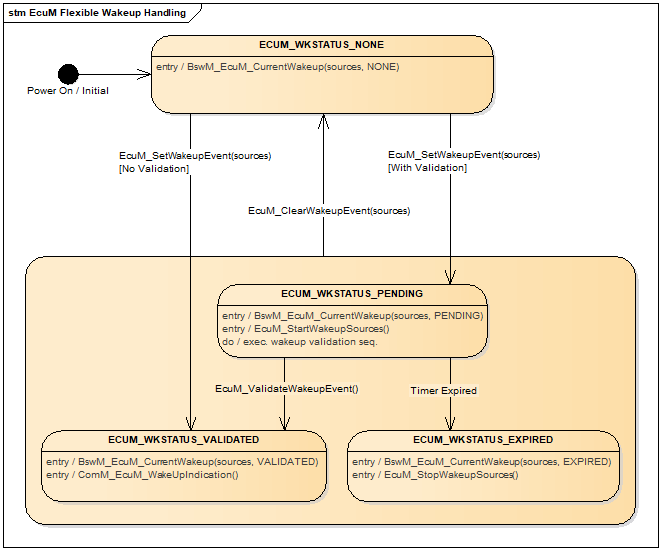 stm EcuM Flexible Wakeup Handling
ECUM_WKSTATUS_NONE
entry / BswM_EcuM_CurrentWakeup(sources, NONE)
Power On / Initial
EcuM_SetWakeupEvent(sources)
[No Validation]
EcuM_SetWakeupEvent(sources)
[With Validation]
EcuM_ClearWakeupEvent(sources)
ECUM_WKSTATUS_PENDING
entry / BswM_EcuM_CurrentWakeup(sources, PENDING)
entry / EcuM_StartWakeupSources()
do / exec. wakeup validation seq.
EcuM_ValidateWakeupEvent()
Timer Expired
ECUM_WKSTATUS_VALIDATED
entry / BswM_EcuM_CurrentWakeup(sources, VALIDATED)
entry / ComM_EcuM_WakeUpIndication()
ECUM_WKSTATUS_EXPIRED
entry / BswM_EcuM_CurrentWakeup(sources, EXPIRED)
entry / EcuM_StopWakeupSources()